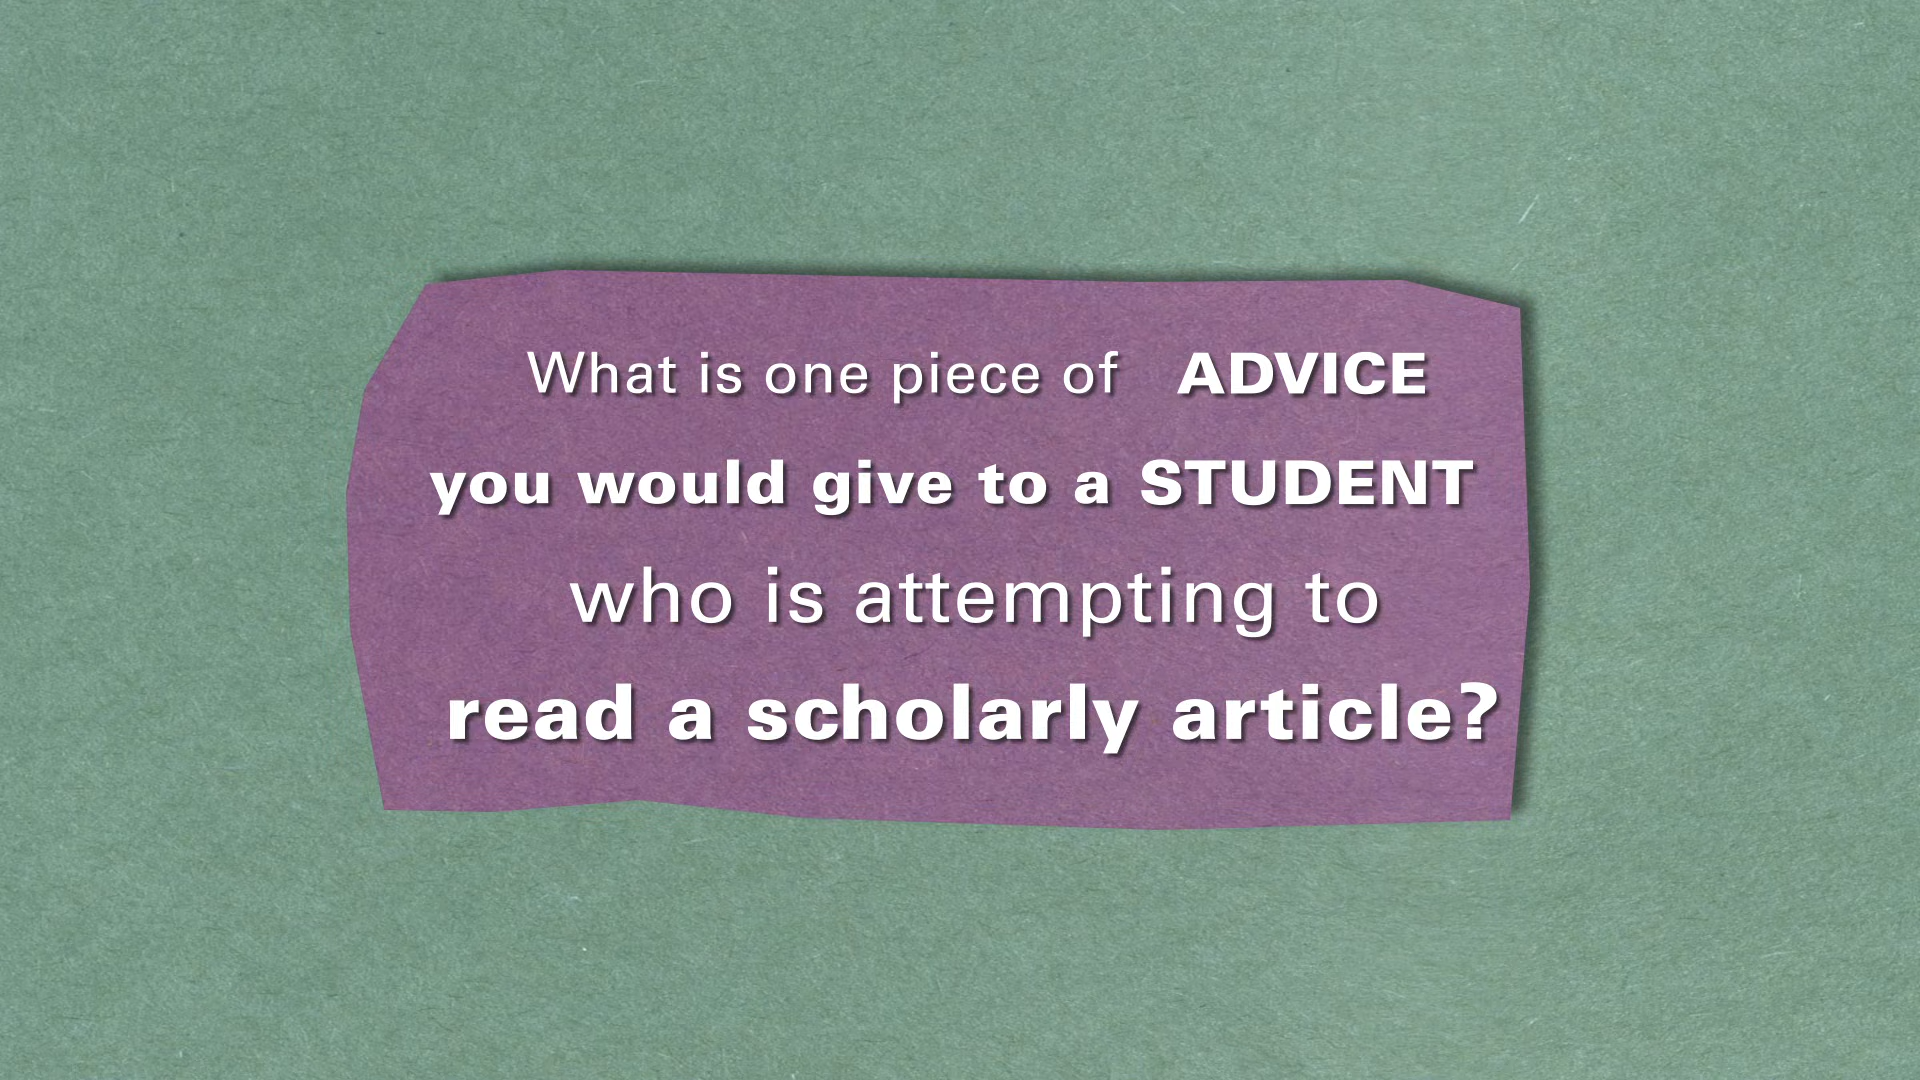 What is one piece of ADVICE
you would give to a STUDENT
who is attempting to
read a scholarly article?